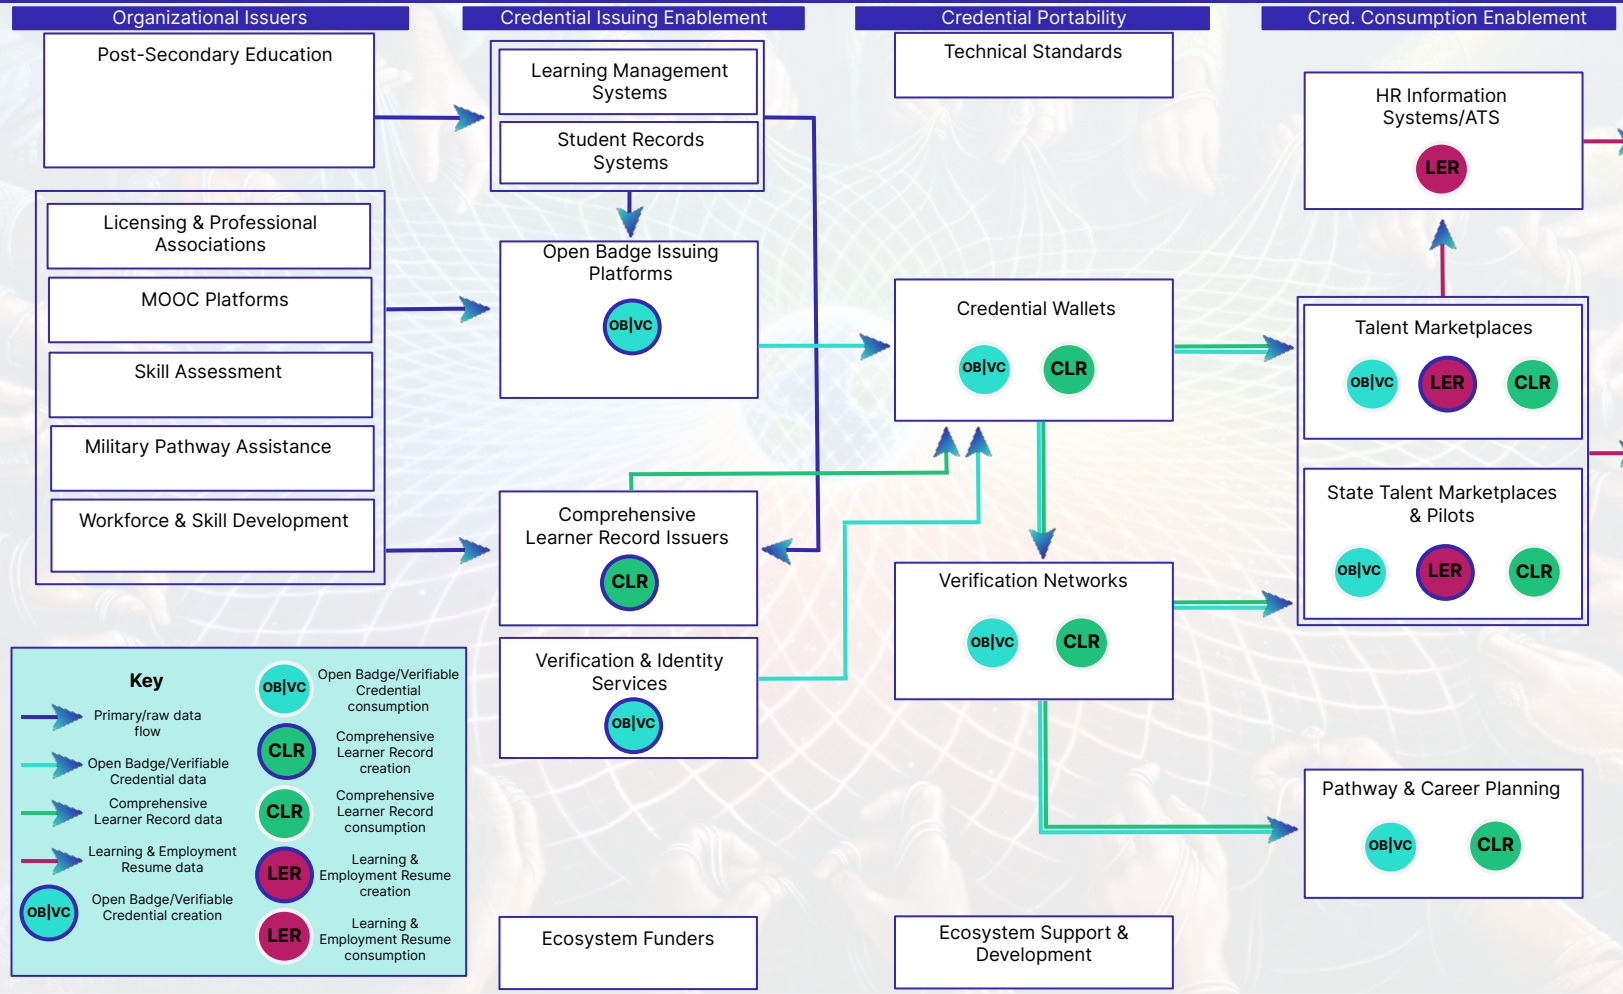 Organizational Issuers
Credential Issuing Enablement
Credential Portability
Cred. Consumption Enablement
Post-Secondary Education
Licensing & Professional
Associations
MOOC Platforms
Skill Assessment
Military Pathway Assistance
Workforce & Skill Development
Learning Management
Systems
Student Records
Systems
Open Badge Issuing
Platforms
OB|VC
Comprehensive
Learner Record Issuers
CLR
Verification & Identity
Services
OB|VC
Ecosystem Funders
Technical Standards
Credential Wallets
OB|VC
CLR
Verification Networks
OB|VC
CLR
Ecosystem Support &
Development
HR Information
Systems/ATS
LER
Talent Marketplaces
OB|VC
LER
CLR
State Talent Marketplaces
& Pilots
OB|VC
LER
CLR
Pathway & Career Planning
OB|VC
CLR
Key
Primary/raw data
flow
Open Badge/Verifiable
Credential data
Comprehensive
Learner Record data
Learning & Employment
Resume data
OB|VC
Open Badge/Verifiable
Credential creation
OB|VC
Open Badge/Verifiable
Credential
consumption
CLR
Comprehensive
Learner Record
creation
CLR
Comprehensive
Learner Record
consumption
LER
Learning &
Employment Resume
creation
LER
Learning &
Employment Resume
consumption